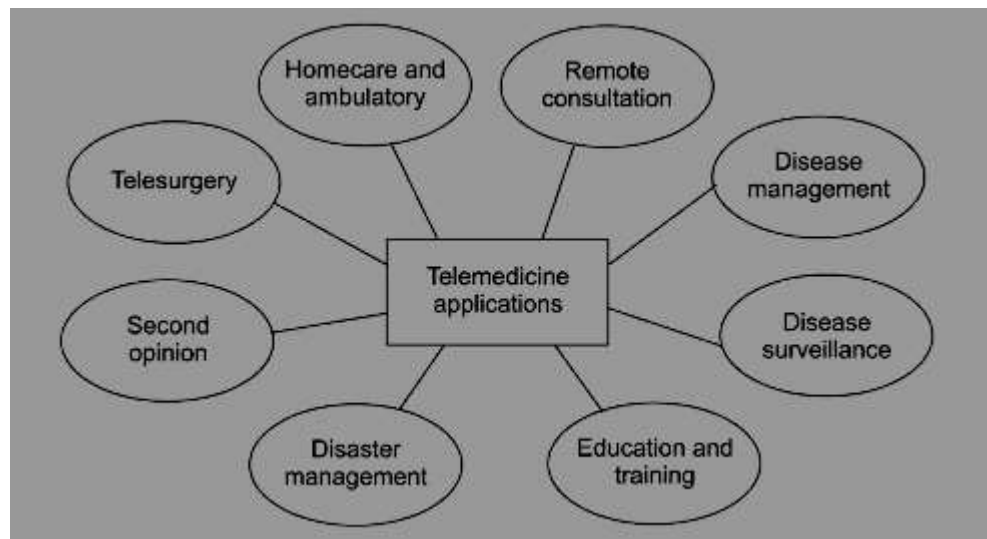 Homecare and
ambulatory
Remote
consultation
Telesurgery
Disease
management
Telemedicine
applications
Second
opinion
Disease
surveillance
Disaster
management
Education and
training